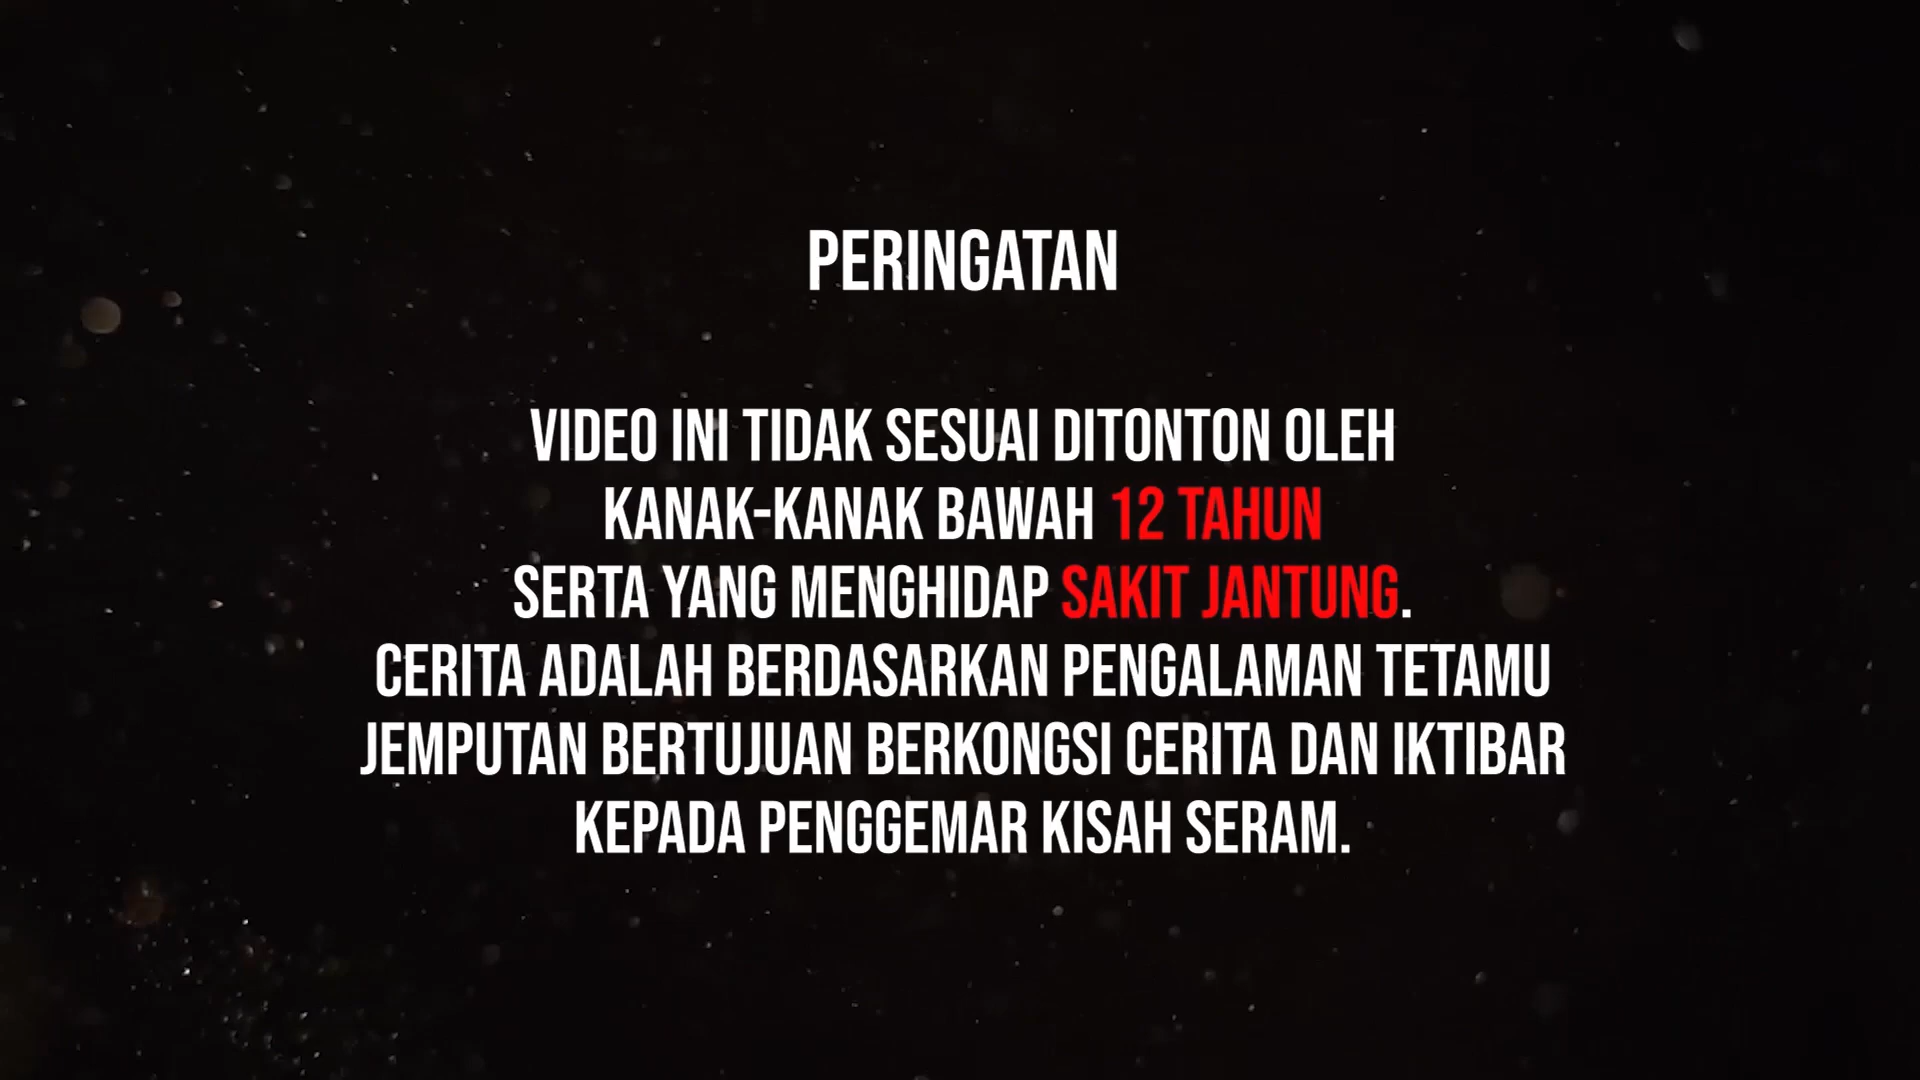 PERINGATAN
VIDEO INI TIDAK SESUAI DITONTON OLEH
KANAK-KANAK BAWAH 12 TAHUN
SERTA YANG MENGHIDAP SAKIT JANTUNG.
CERITA ADALAH BERDASARKAN PENGALAMAN TETAMU
JEMPUTAN BERTUJUAN BERKONGSI CERITA DAN IKTIBAR
KEPADA PENGGEMAR KISAH SERAM.